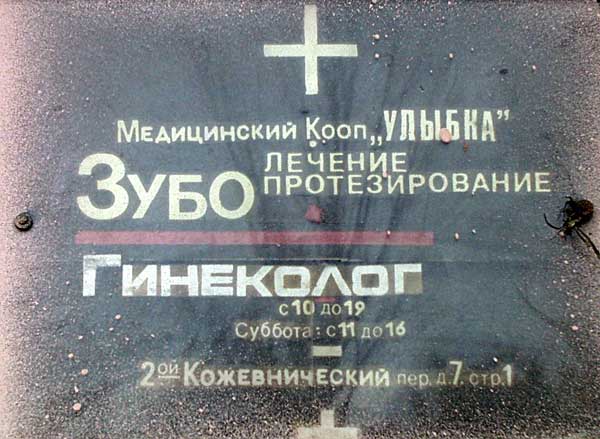 Медицинский Кооп „УЛЫБКА"
ЗУБО ЛЕЧЕНИЕ
ПРОТЕЗИРОВАНИЕ
ГИНЕКОЛОГ
с 10 до 19
Суббота: с 11 до 16
2ой Кожевнический пер. д. 7. стр. 1